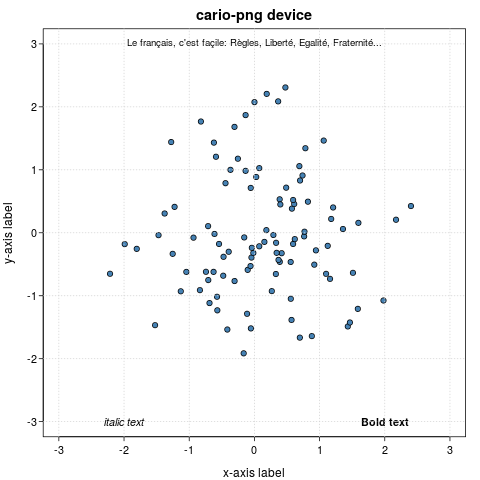 cario-png device
Le français, c'est façile: Règles, Liberté, Egalité, Fraternité...
3
2
1
0
-1
-2
-3
y-axis label
italic text
Bold text
-3 -2 -1 0 1 2 3
x-axis label